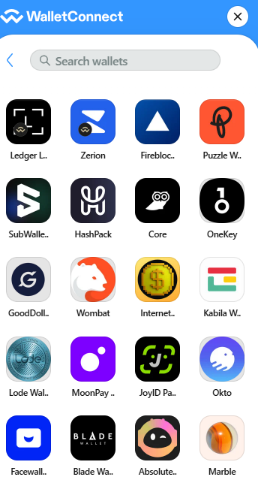 WalletConnect
Search wallets
Ledger L..
Zerion
Firebloc..
Puzzle W..
SubWalle..
HashPack
Core
OneKey
GoodDoll..
Wombat
Internet..
Kabila W..
Lode
Lode Wal..
MoonPay ..
JoyID Pa..
Okto
BLADE
WALLET
Facewall..
Blade Wa..
Absolute..
Marble